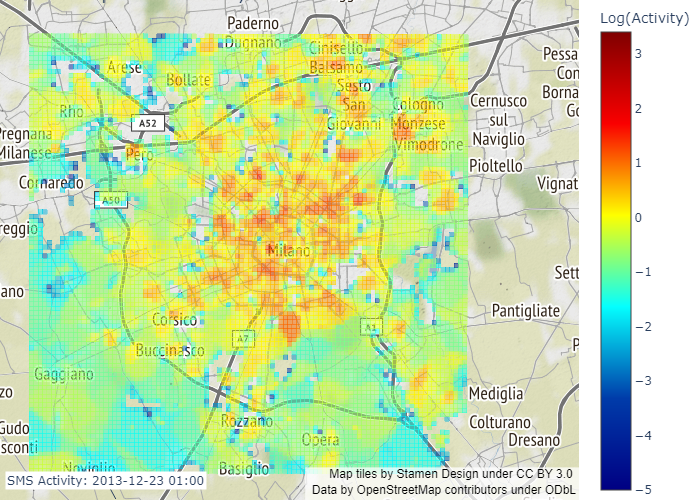 Log(Activity)
Paderno
Dugnano
Cinisello
Balsamo
Pessa
Con
Borna
Go
Arese
Bollate
Sesto
San
Giovanni
Rho
Cologno
Monzese
Vimodrone
Cernusco
sul
Naviglio
A52
Pregnana
Milanese
Pero
Pioltello
Cornaredo
Vignat
A50
reggio
Milano
Sett
ano
Pantigliate
Corsico
A7
A1
Buccinasco
P
Gaggiano
zo
Mediglia
Rozzano
Colturano
Gudo
sconti
Opera
Dresano
Noviglio
Basiglio
SMS Activity: 2013-12-23 01:00
Map tiles by Stamen Design under CC BY 3.0
Data by OpenStreetMap contributors under ODbL
3
2
1
0
−1
−2
−3
−4
−5